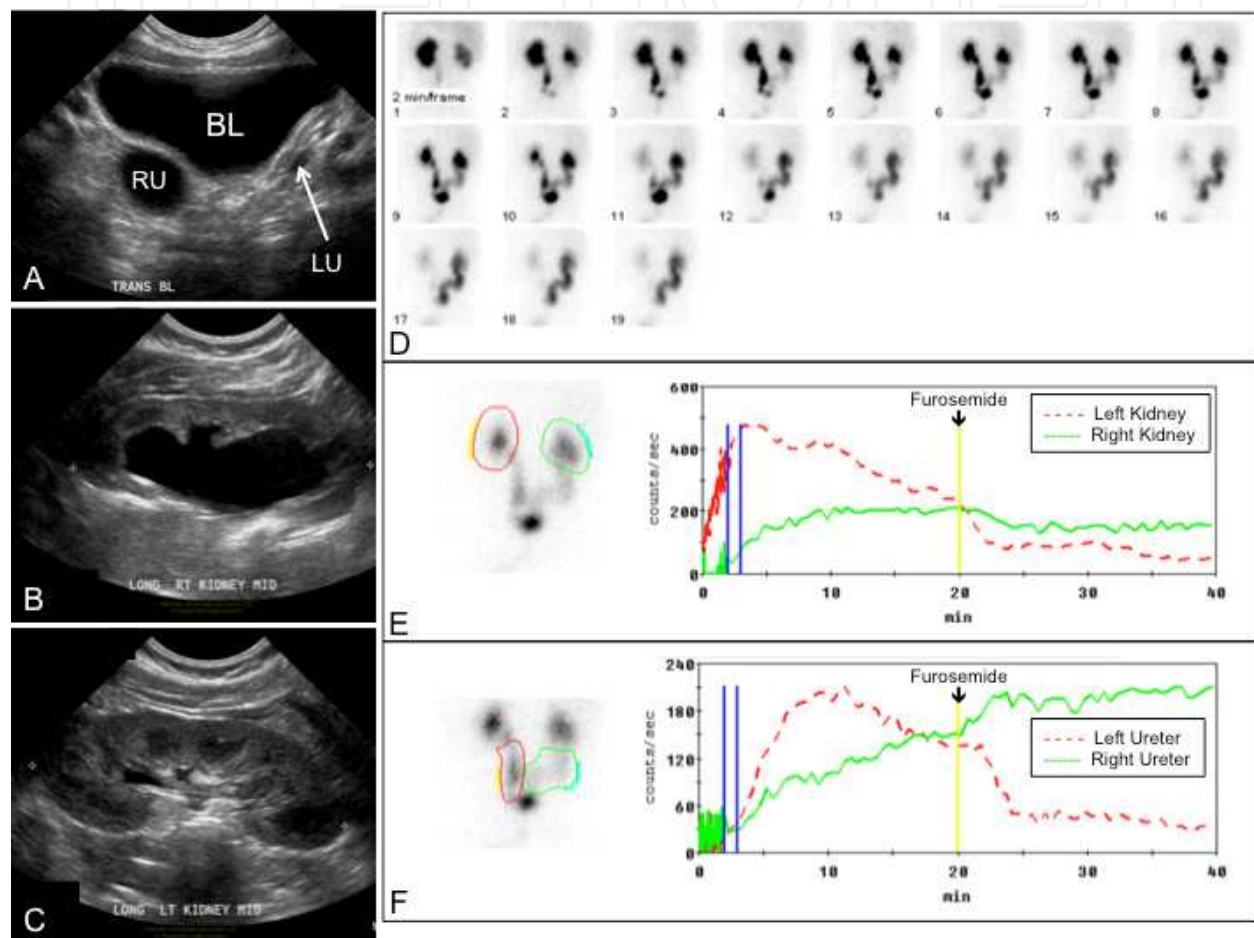 BL
RU
LU
A
TRANS BL
B
LONG RT KIDNEY MID
C
LONG LT KIDNEY MID
2 min/frame
1 2 3 4 5 6 7 8
9 10 11 12 13 14 15 16
17 18 19
D
600
Furosemide
Left Kidney
Right Kidney
400
counts/sec
200
0
0 10 20 30 40
min
E
240
Furosemide
180
Left Ureter
Right Ureter
counts/sec
120
60
0
0 10 20 30 40
min
F